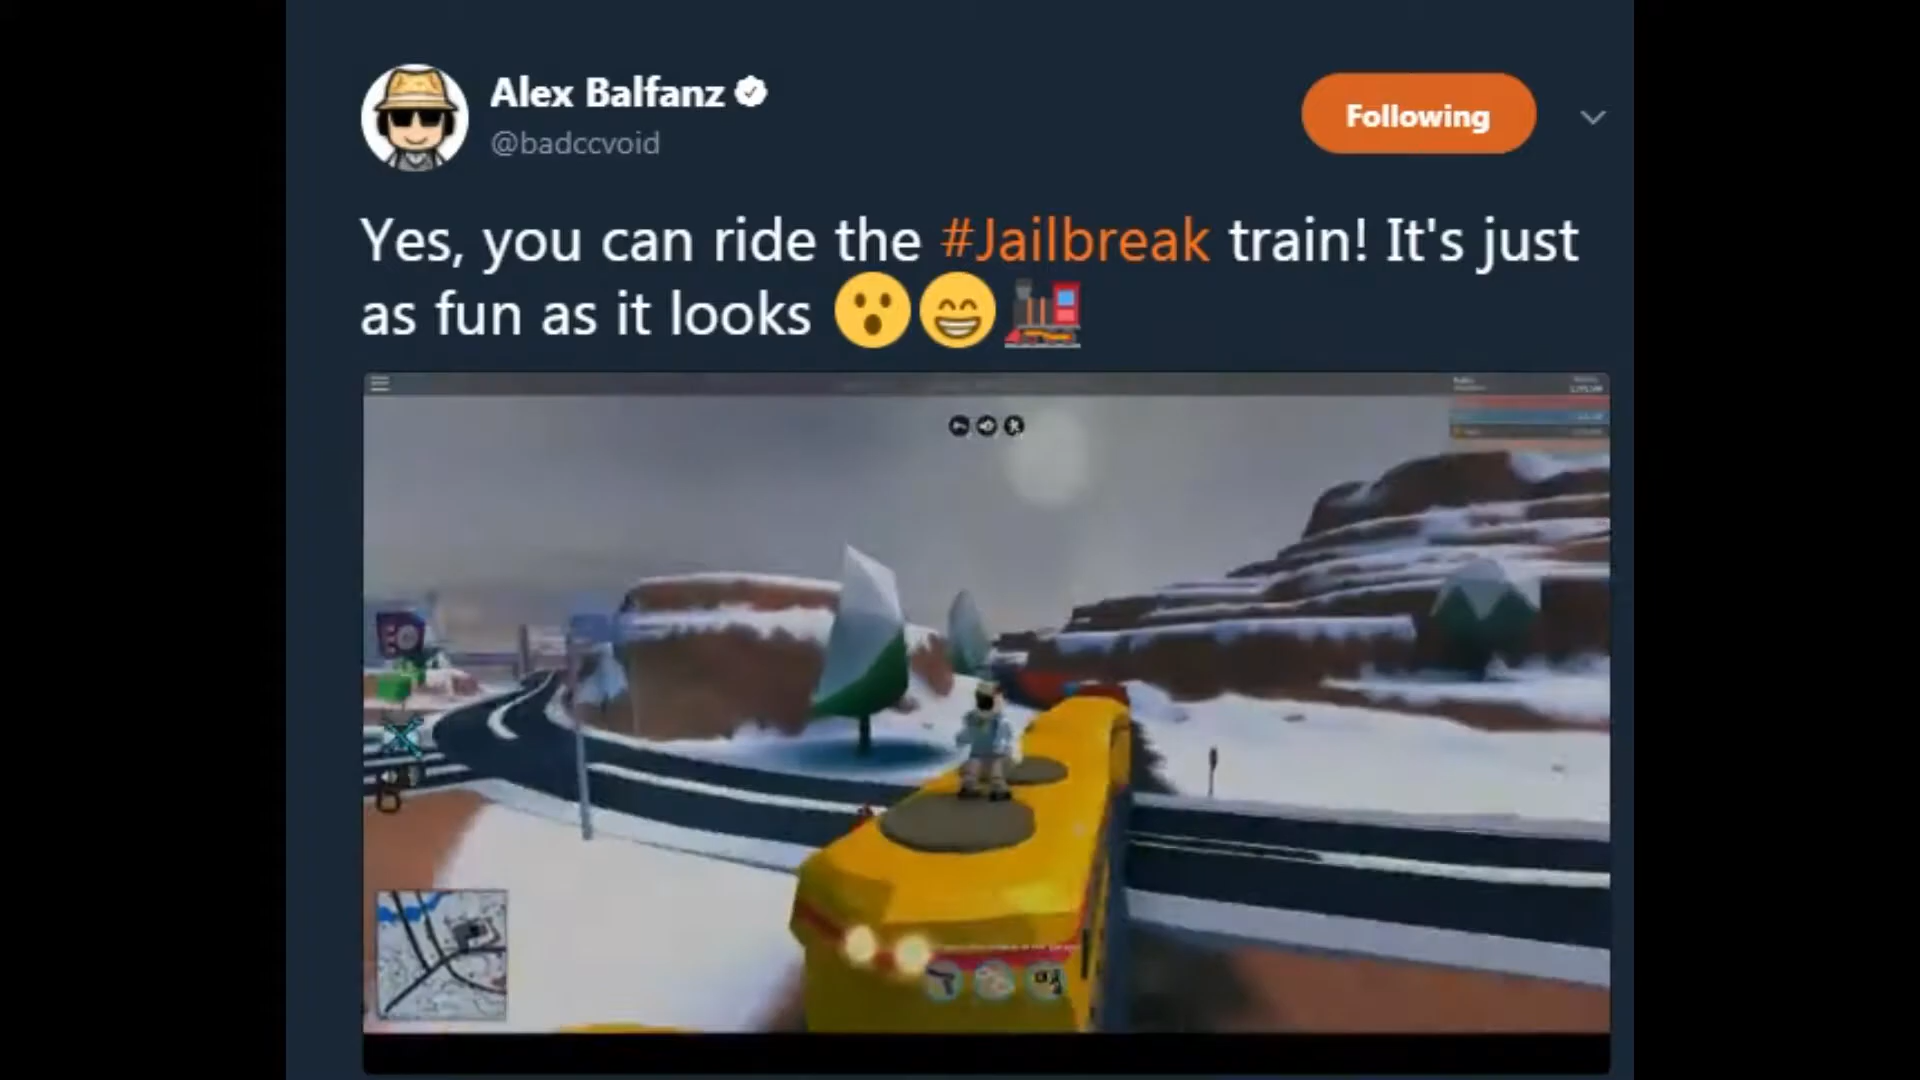 Alex Balfanz
@badccvoid
Following
Yes, you can ride the #Jailbreak train! It's just
as fun as it looks 😮😁🚂